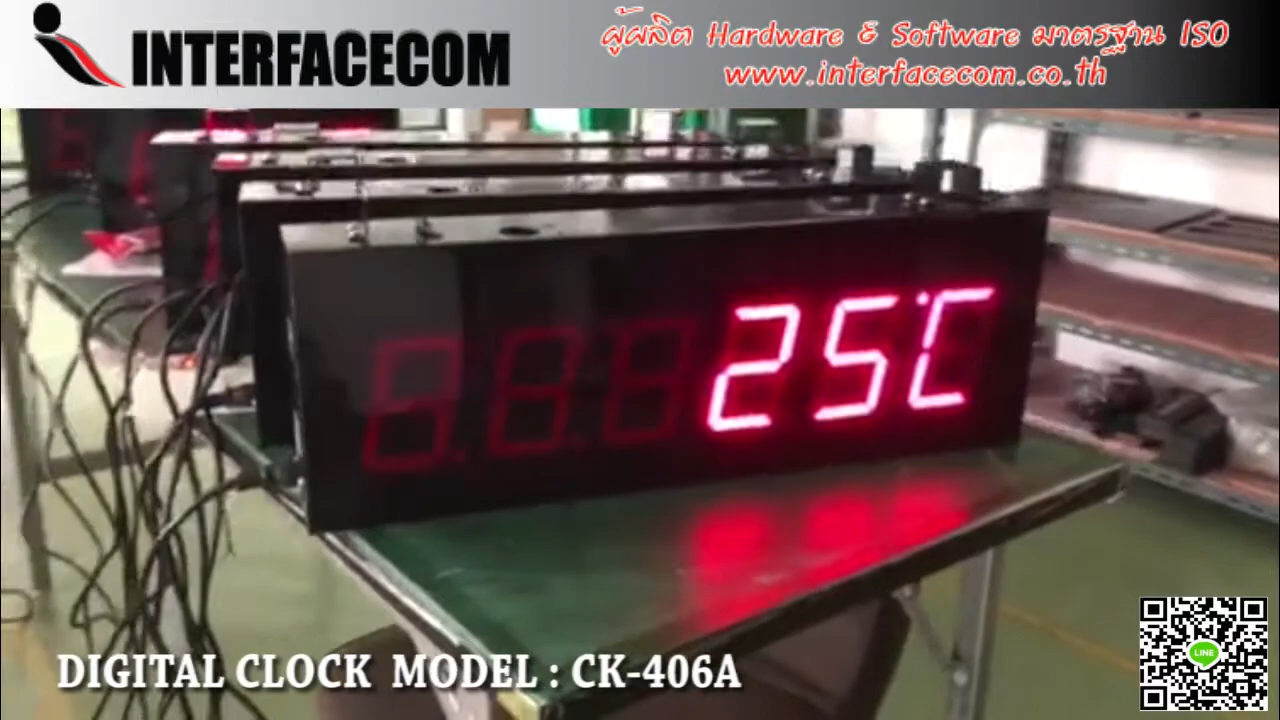 INTERFACECOM
ผู้ผลิต Hardware & Software มาตรฐาน ISO
www.interfacecom.co.th
25°C
DIGITAL CLOCK MODEL : CK-406A
LINE